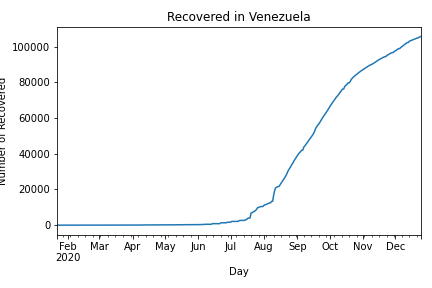 Recovered in Venezuela
Number of Recovered
100000
80000
60000
40000
20000
0
Feb Mar Apr May Jun Jul Aug Sep Oct Nov Dec
2020
Day